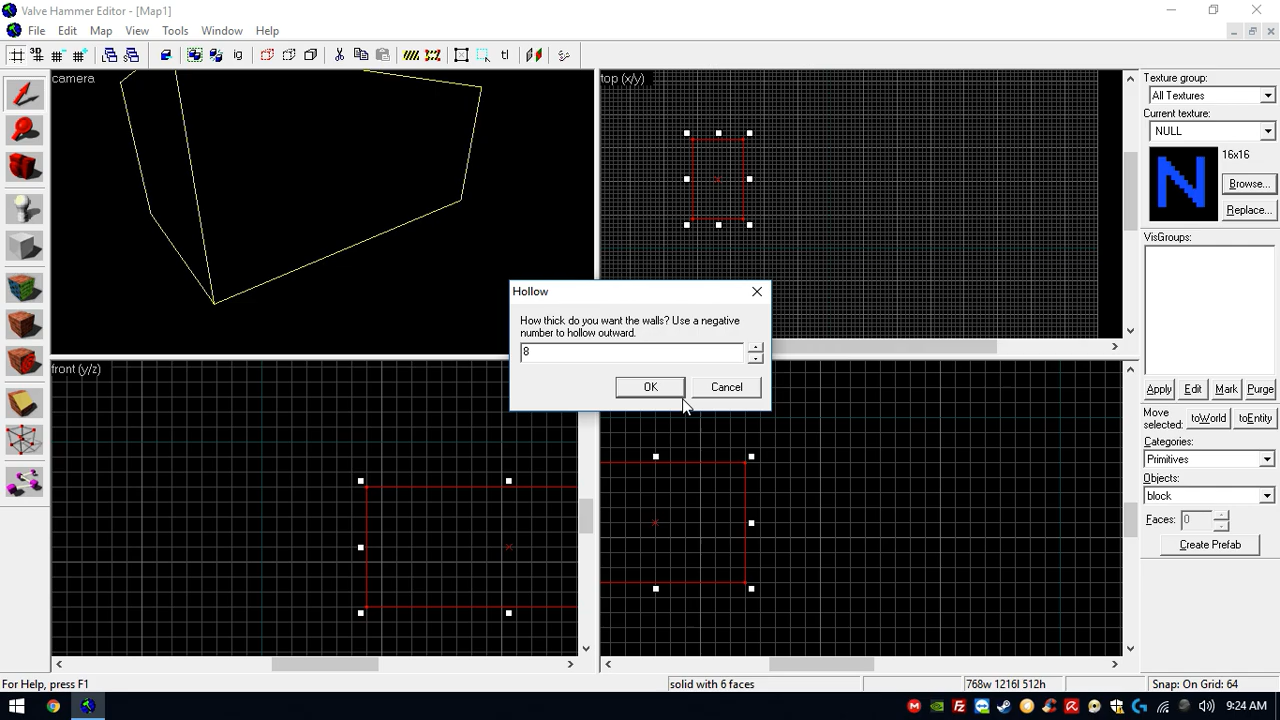 Valve Hammer Editor - [Map1]
File Edit Map View Tools Window Help
camera
top (x/y)
front (y/z)
Hollow
How thick do you want the walls? Use a negative
number to hollow outward.
8
OK Cancel
Texture group:
All Textures
Current texture:
NULL
16x16
N
Browse...
Replace...
VisGroups:
Apply Edit Mark Purge
Move
selected:
toWorld toEntity
Categories:
Primitives
Objects:
block
Faces: 0
Create Prefab
For Help, press F1
solid with 6 faces
768w 1216l 512h
Snap: On Grid: 64
9:24 AM